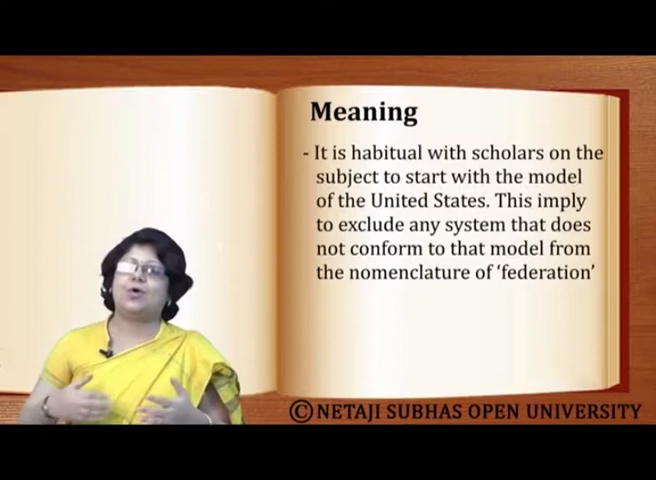 Meaning
- It is habitual with scholars on the
subject to start with the model
of the United States. This imply
to exclude any system that does
not conform to that model from
the nomenclature of ‘federation’
© NETAJI SUBHAS OPEN UNIVERSITY